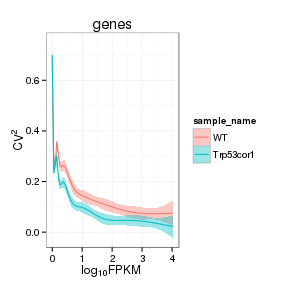 genes
0.6
0.4
0.2
0.0
CV²
0 1 2 3 4
log₁₀FPKM
sample_name
WT
Trp53cor1